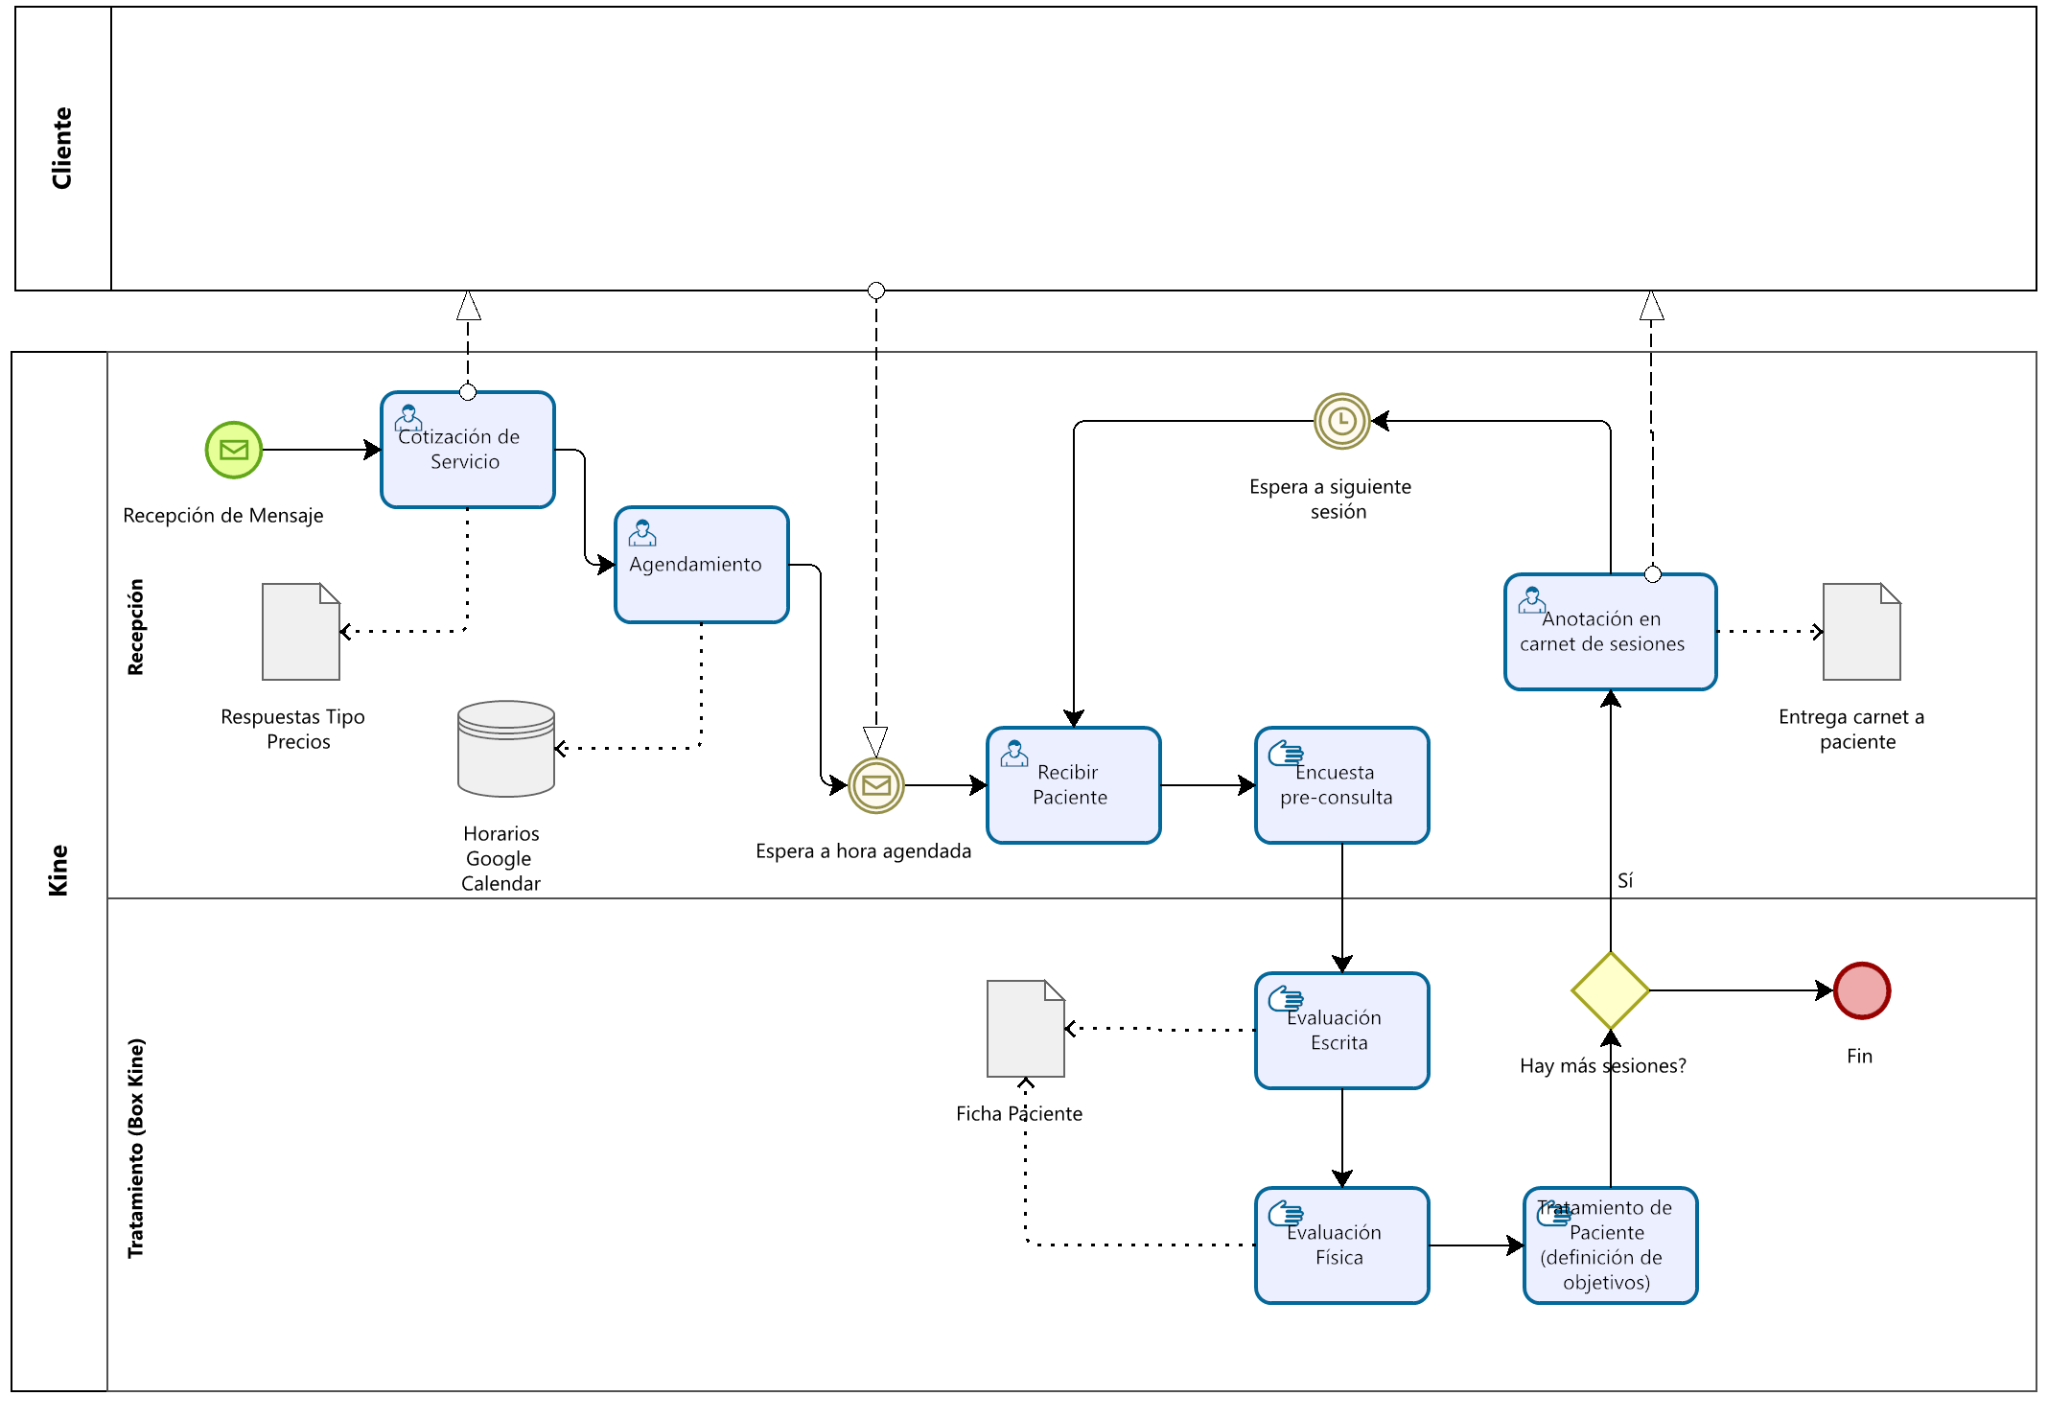 Cliente
Kine
Recepción
Recepción de Mensaje
Cotización de
Servicio
Respuestas Tipo
Precios
Agendamiento
Horarios
Google
Calendar
Espera a hora agendada
Recibir
Paciente
Encuesta
pre-consulta
Espera a siguiente
sesión
Anotación en
carnet de sesiones
Entrega carnet a
paciente
Sí
Tratamiento (Box Kine)
Ficha Paciente
Evaluación
Escrita
Evaluación
Física
Tratamiento de
Paciente
(definición de
objetivos)
Hay más sesiones?
Fin